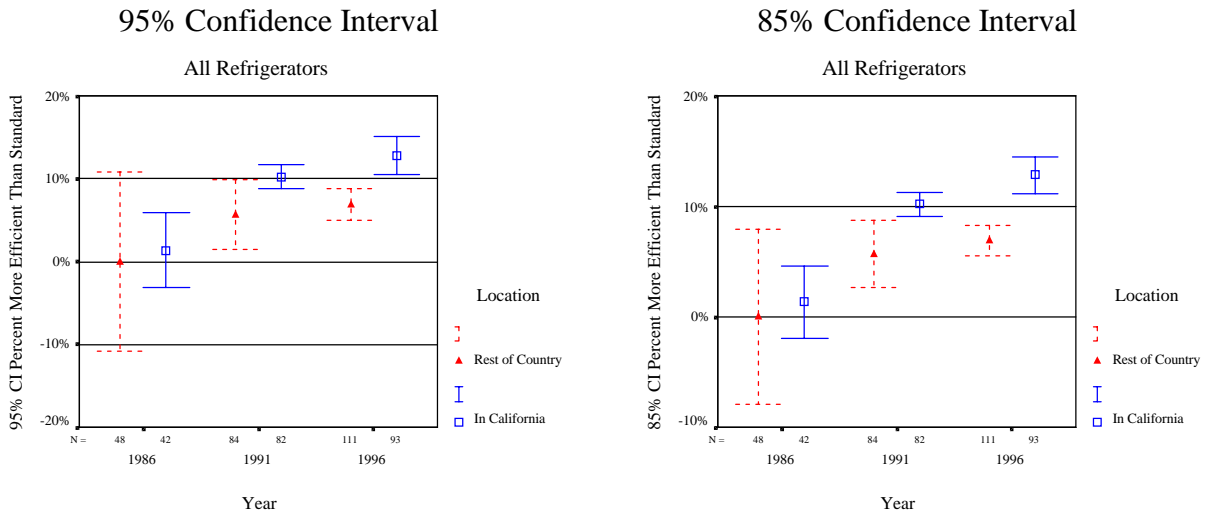 95% Confidence Interval
All Refrigerators
95% CI Percent More Efficient Than Standard
20%
10%
0%
-10%
-20%
N = 48 42 84 82 111 93
1986 1991 1996
Year
Location
Rest of Country
In California
85% Confidence Interval
All Refrigerators
85% CI Percent More Efficient Than Standard
20%
10%
0%
-10%
N = 48 42 84 82 111 93
1986 1991 1996
Year
Location
Rest of Country
In California